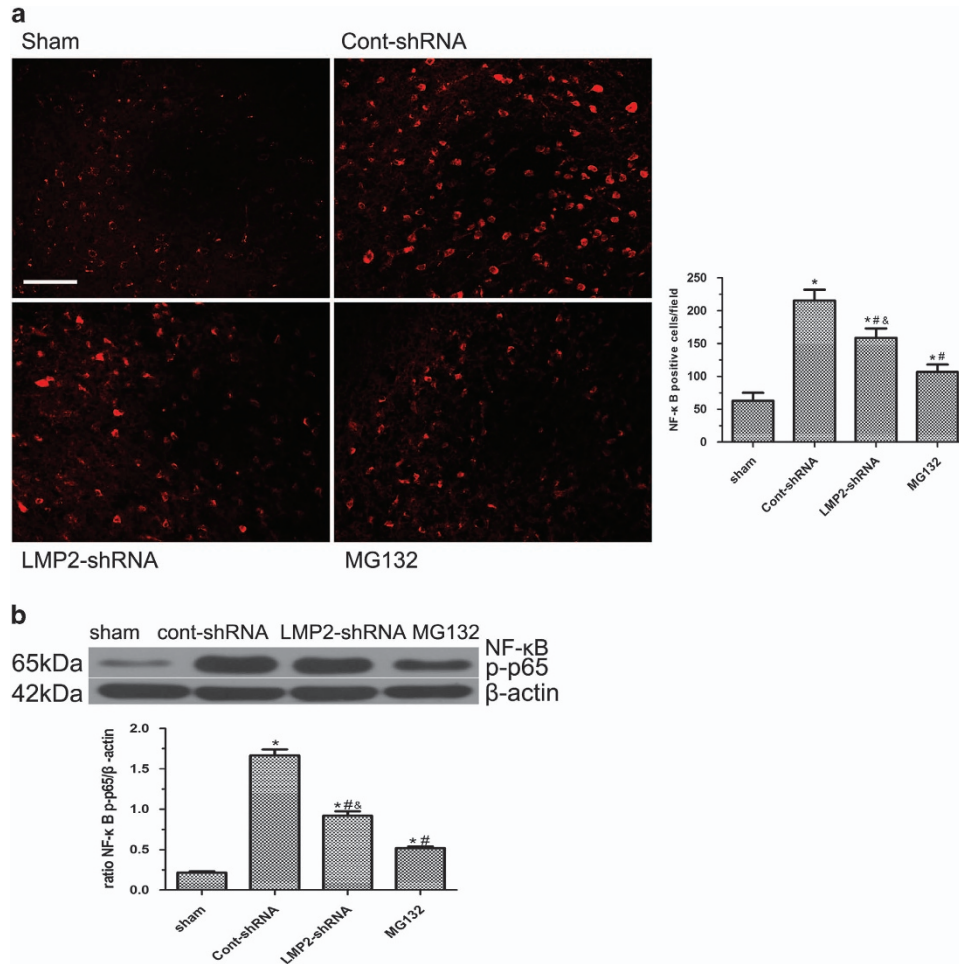 a
Sham
Cont-shRNA
LMP2-shRNA
MG132
NF-κ B positive cells/field
250
200
150
100
50
0
*
*#&
*#
sham
Cont-shRNA
LMP2-shRNA
MG132
b
sham cont-shRNA LMP2-shRNA MG132
65kDa
NF-κB
p-p65
42kDa
β-actin
ratio NF-κ B p-p65/β -actin
2.0
1.5
1.0
0.5
0.0
*
*#&
*#
sham
Cont-shRNA
LMP2-shRNA
MG132